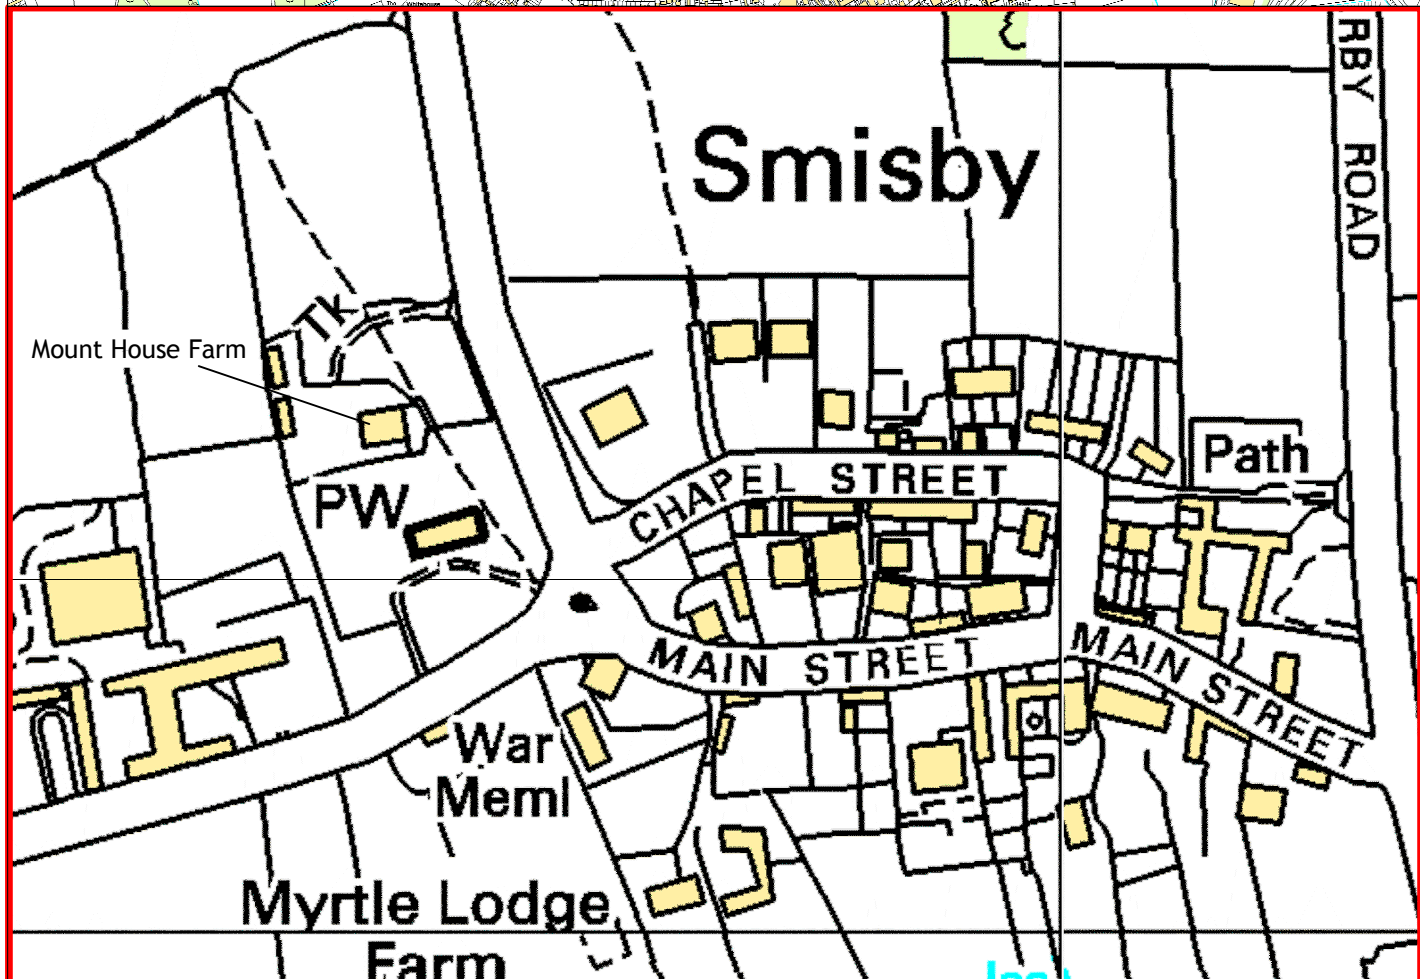 Whitehouse
RBY ROAD
Smisby
Tk
Mount House Farm
Path
PW
CHAPEL STREET
MAIN STREET
MAIN STREET
War
Meml
Myrtle Lodge
Farm